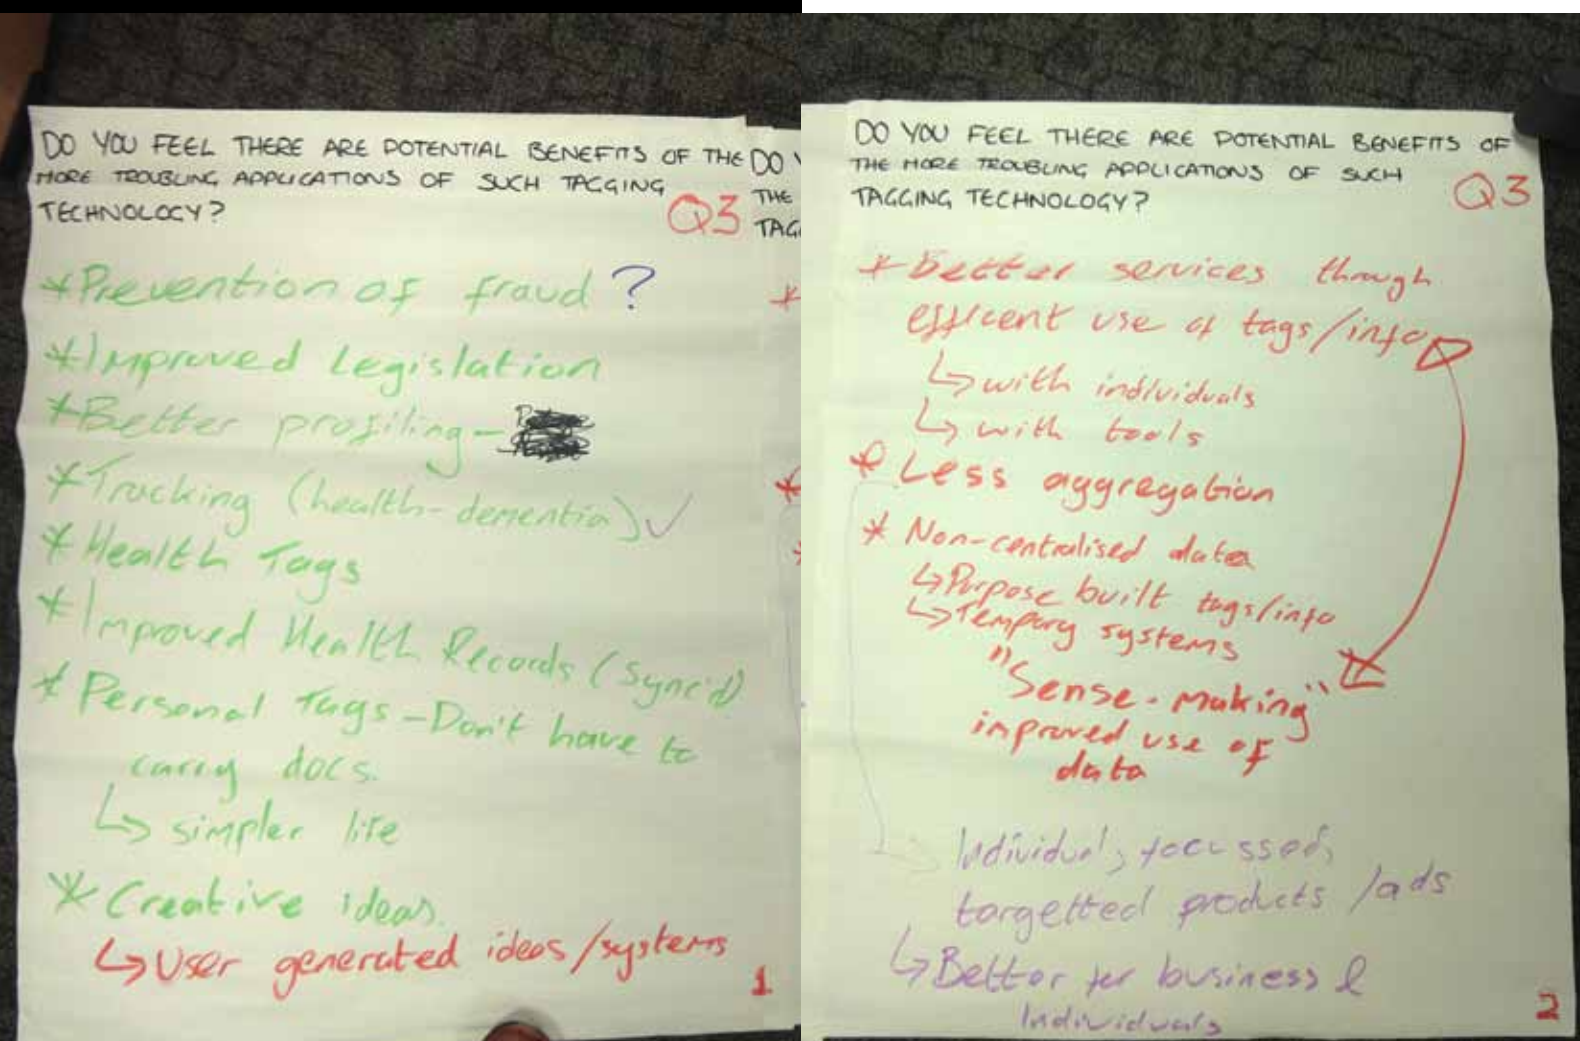 DO YOU FEEL THERE ARE POTENTIAL BENEFITS OF THE
MORE TROUBLING APPLICATIONS OF SUCH TAGGING
TECHNOLOGY?
Q3
*Prevention of fraud ?
*Improved Legislation
*Better profiling -
*Tracking (health-dementia) ✓
*Health Tags
*Improved Health Records (Sync'd)
*Personal Tags - Don't have to
carry docs.
↳ simpler life
*Creative ideas.
↳ User generated ideas/systems
1
DO
THE
TAG
DO YOU FEEL THERE ARE POTENTIAL BENEFITS OF
THE MORE TROUBLING APPLICATIONS OF SUCH
TAGGING TECHNOLOGY?
Q3
*Better services through
efficent use of tags/info
↳ with individuals
↳ with tools
* Less aggregation
* Non-centralised data
↳ Purpose built tags/info
↳ Tempory systems
"Sense-making"
improved use of
data
Individual, focussed,
targetted products/ads
↳ Better for business &
Individuals
2